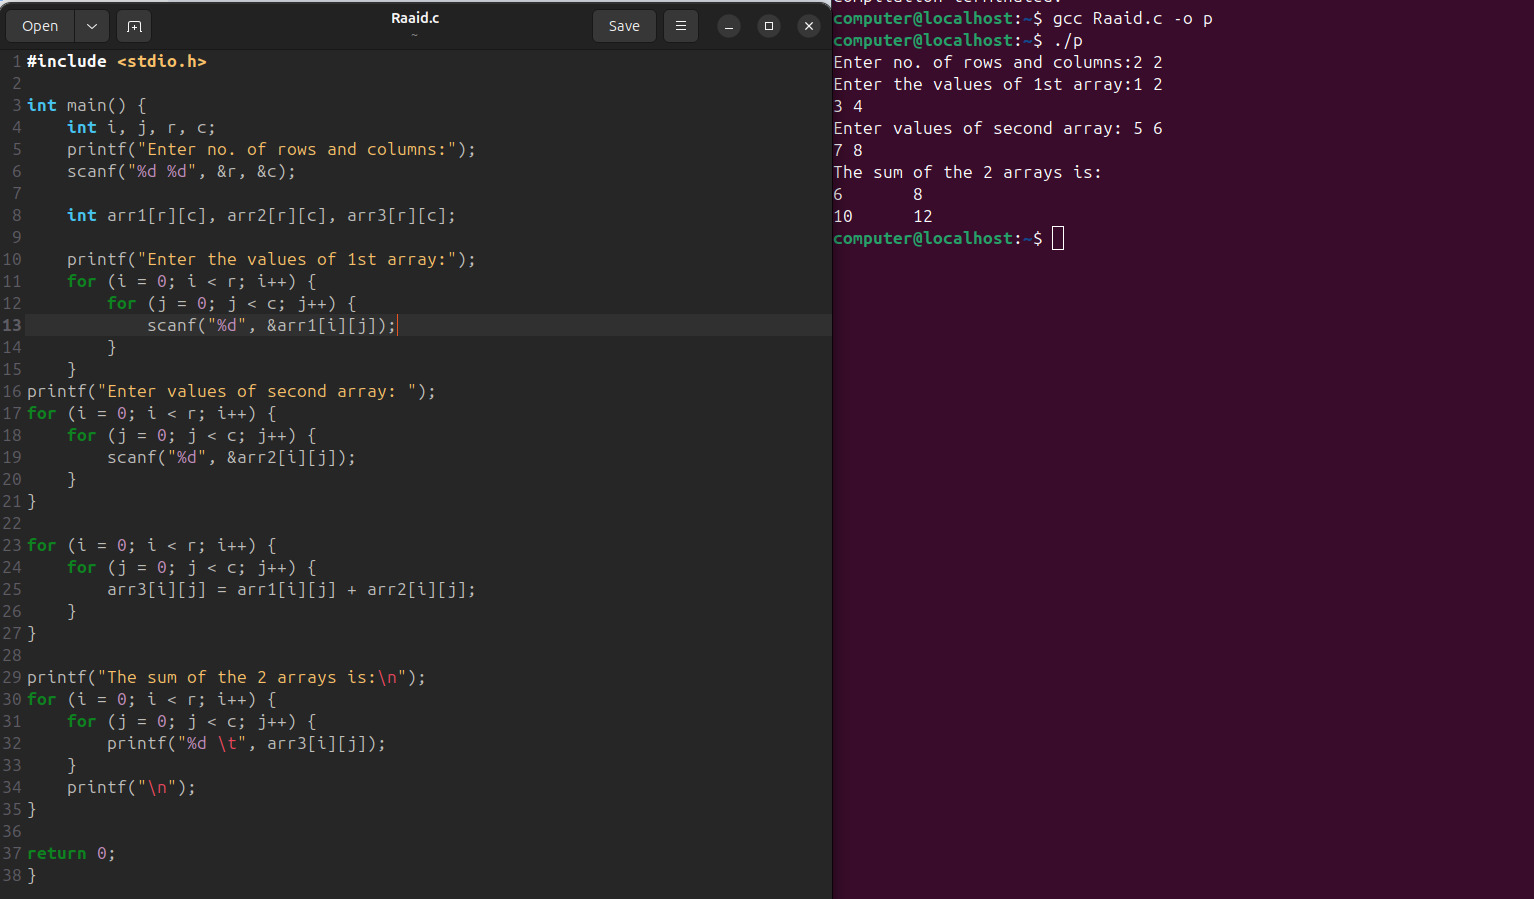 Open
Raaid.c
~
Save
1 #include <stdio.h>
2
3 int main() {
4     int i, j, r, c;
5     printf("Enter no. of rows and columns:");
6     scanf("%d %d", &r, &c);
7
8     int arr1[r][c], arr2[r][c], arr3[r][c];
9
10     printf("Enter the values of 1st array:");
11     for (i = 0; i < r; i++) {
12         for (j = 0; j < c; j++) {
13             scanf("%d", &arr1[i][j]);
14         }
15     }
16 printf("Enter values of second array: ");
17 for (i = 0; i < r; i++) {
18     for (j = 0; j < c; j++) {
19         scanf("%d", &arr2[i][j]);
20     }
21 }
22
23 for (i = 0; i < r; i++) {
24     for (j = 0; j < c; j++) {
25         arr3[i][j] = arr1[i][j] + arr2[i][j];
26     }
27 }
28
29 printf("The sum of the 2 arrays is:\n");
30 for (i = 0; i < r; i++) {
31     for (j = 0; j < c; j++) {
32         printf("%d \t", arr3[i][j]);
33     }
34     printf("\n");
35 }
36
37 return 0;
38 }
compilation terminated.
computer@localhost:~$ gcc Raaid.c -o p
computer@localhost:~$ ./p
Enter no. of rows and columns:2 2
Enter the values of 1st array:1 2
3 4
Enter values of second array: 5 6
7 8
The sum of the 2 arrays is:
6       8
10      12
computer@localhost:~$